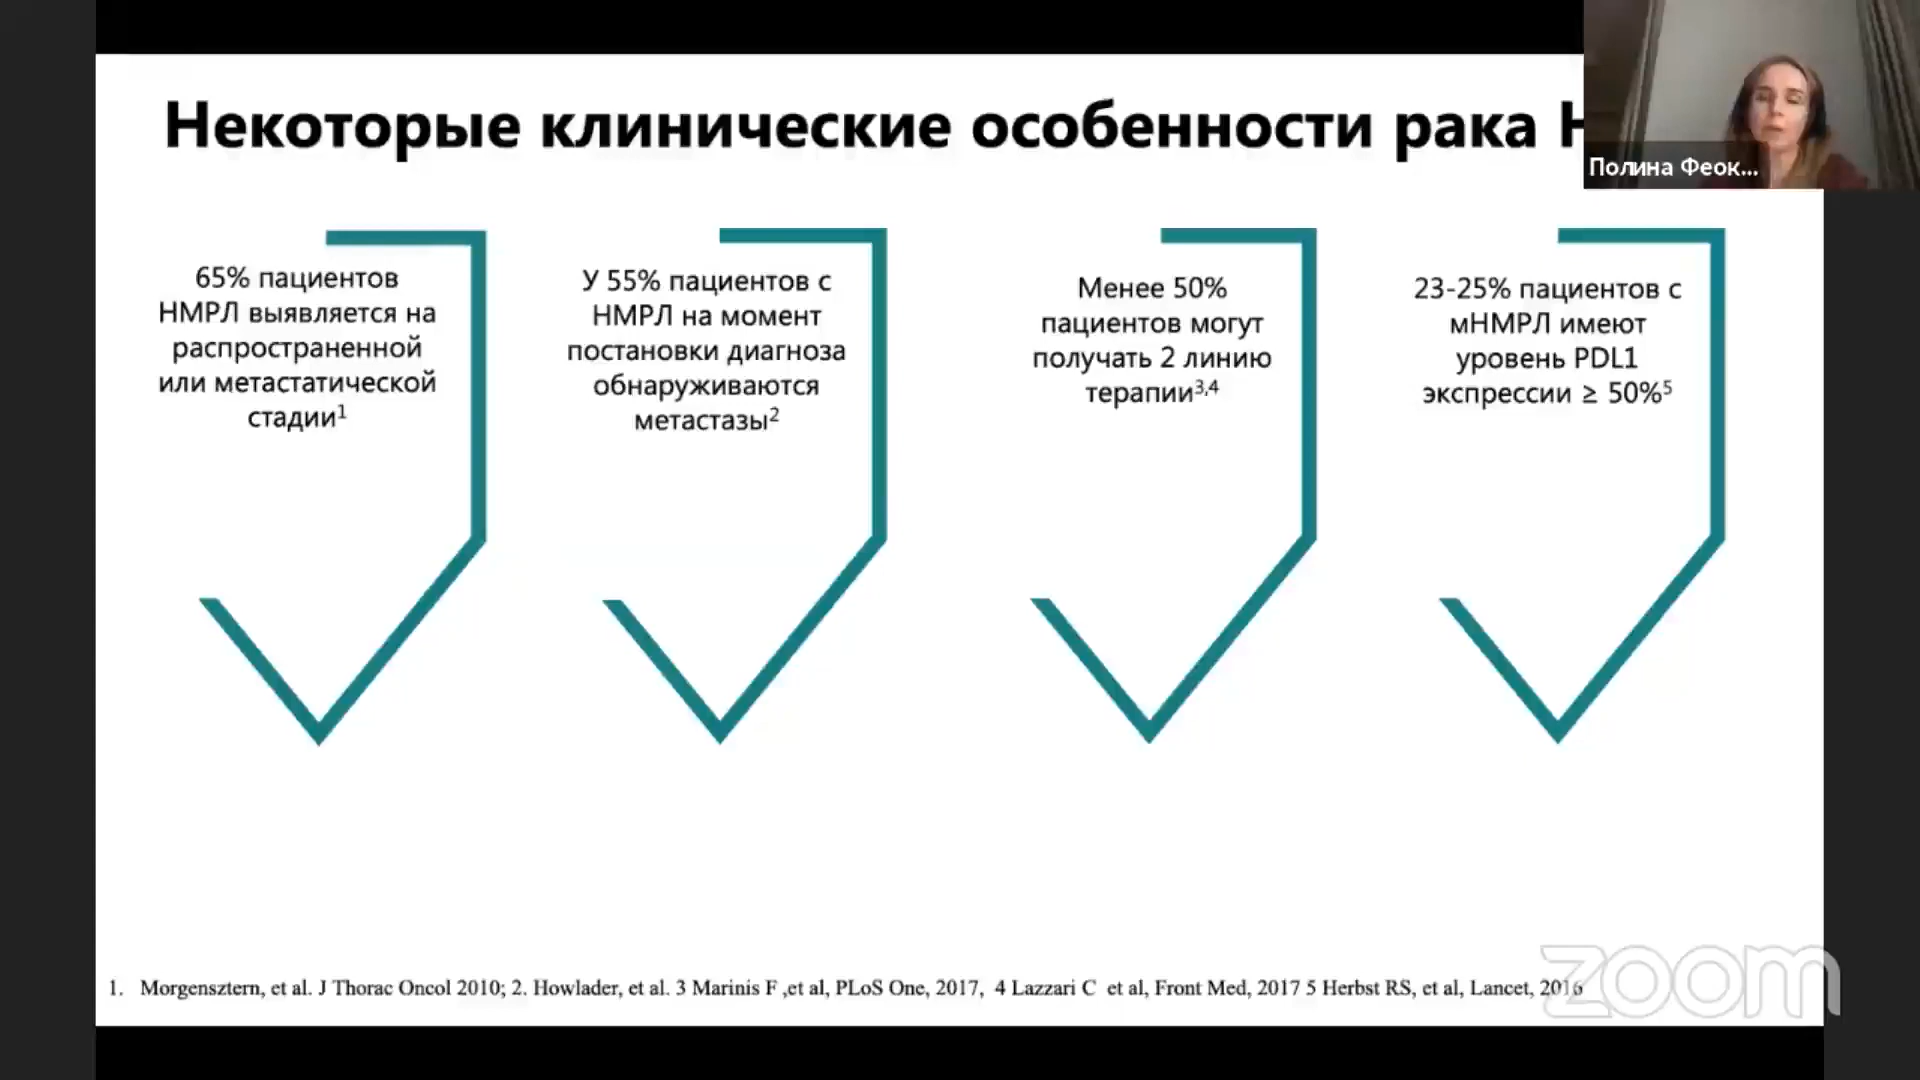 Некоторые клинические особенности рака
Полина Феок...
65% пациентов
НМРЛ выявляется на
распространенной
или метастатической
стадии¹
У 55% пациентов с
НМРЛ на момент
постановки диагноза
обнаруживаются
метастазы²
Менее 50%
пациентов могут
получать 2 линию
терапии³,⁴
23-25% пациентов с
мНМРЛ имеют
уровень PDL1
экспрессии ≥ 50%⁵
1. Morgensztern, et al. J Thorac Oncol 2010; 2. Howlader, et al. 3 Marinis F ,et al, PLoS One, 2017, 4 Lazzari C et al, Front Med, 2017 5 Herbst RS, et al, Lancet, 2016
zoom